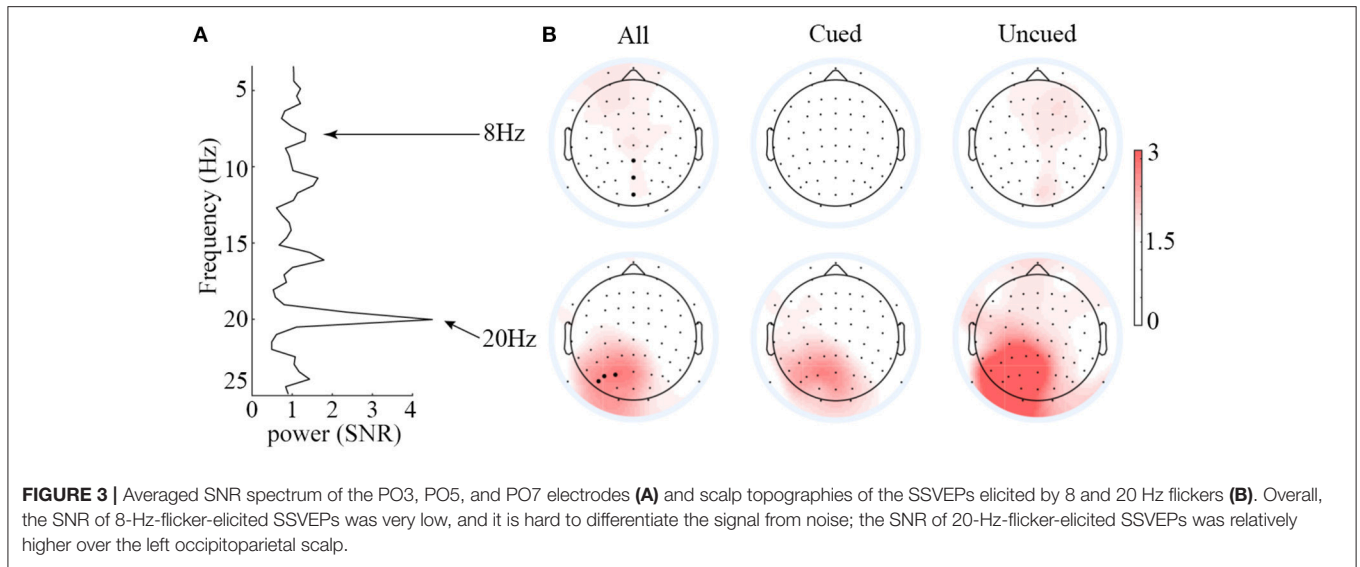 A
B
All
Cued
Uncued
5
10
15
20
25
Frequency (Hz)
8Hz
20Hz
0
1
2
3
4
power (SNR)
3
1.5
0
FIGURE 3 | Averaged SNR spectrum of the PO3, PO5, and PO7 electrodes (A) and scalp topographies of the SSVEPs elicited by 8 and 20 Hz flickers (B). Overall,
the SNR of 8-Hz-flicker-elicited SSVEPs was very low, and it is hard to differentiate the signal from noise; the SNR of 20-Hz-flicker-elicited SSVEPs was relatively
higher over the left occipitoparietal scalp.